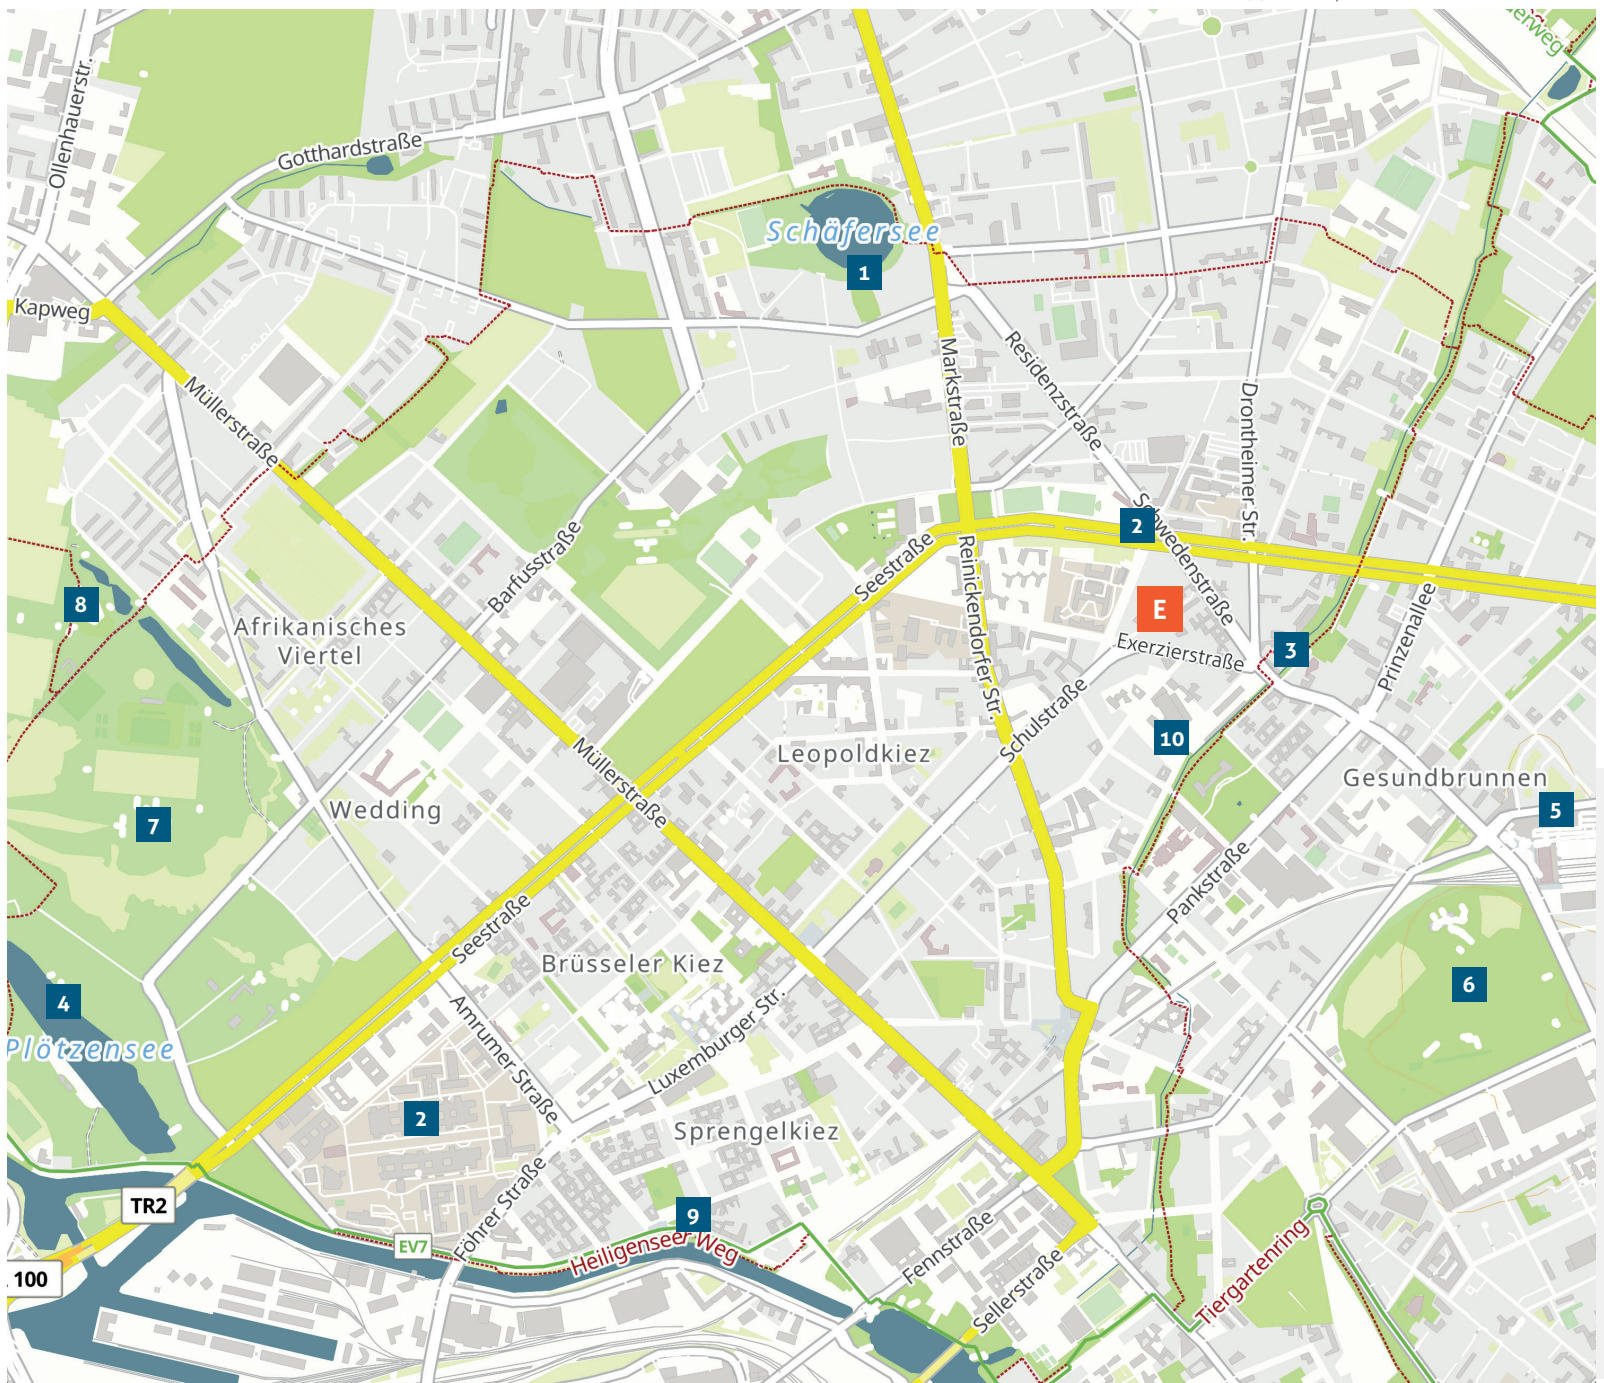 erweg
Ollenhauerstr.
Gotthardstraße
Schäfersee
1
Kapweg
Müllerstraße
Markstraße
Residenzstraße
Drontheimer Str.
Barfusstraße
Seestraße
Reinickendorfer Str.
2
Schwedenstraße
E
Exerzierstraße
3
Prinzenallee
8
Afrikanisches
Viertel
Schulstraße
10
Leopoldkiez
Müllerstraße
Gesundbrunnen
Wedding
7
5
Pankstraße
Seestraße
Brüsseler Kiez
6
4
Plötzensee
Amrumer Straße
Luxemburger Str.
2
Sprengelkiez
TR2
Föhrer Straße
9
EV7
Heiligenseer Weg
Fennstraße
Sellerstraße
Tiergartenring
100